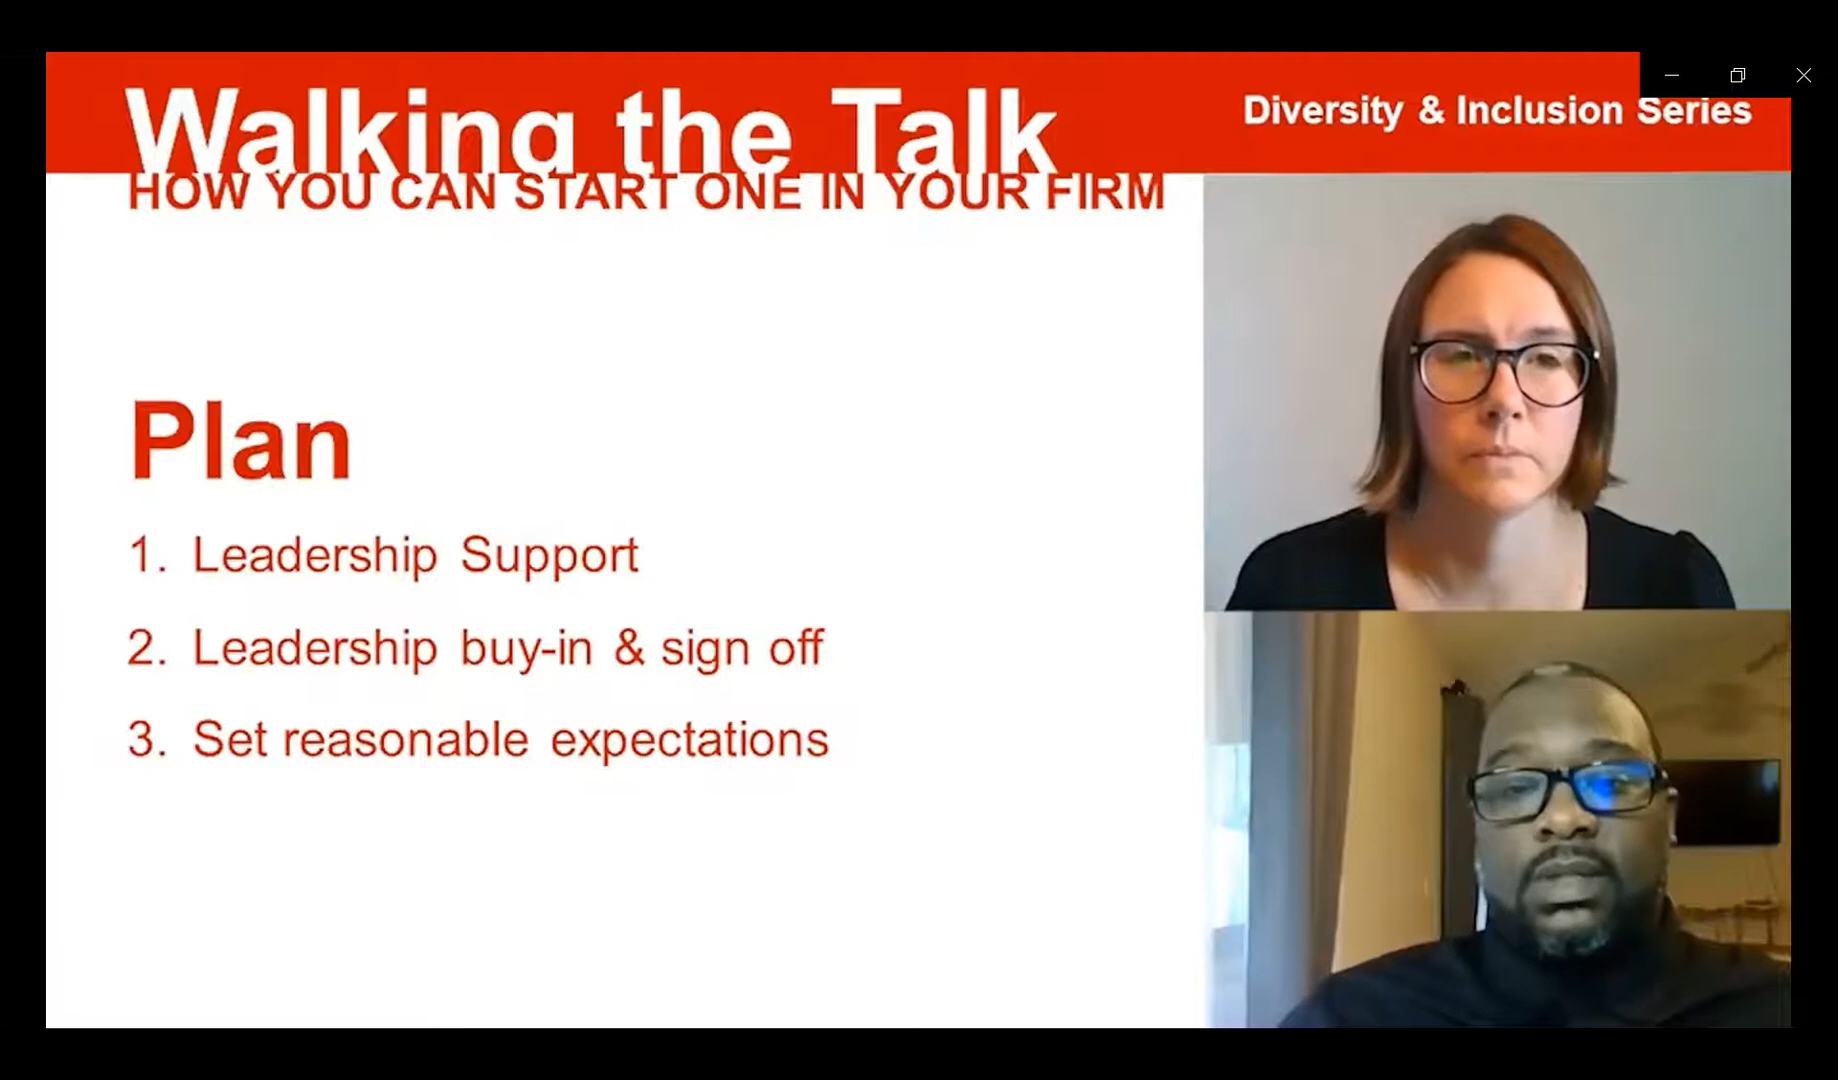 Walking the Talk
Diversity & Inclusion Series
HOW YOU CAN START ONE IN YOUR FIRM
Plan
1. Leadership Support
2. Leadership buy-in & sign off
3. Set reasonable expectations